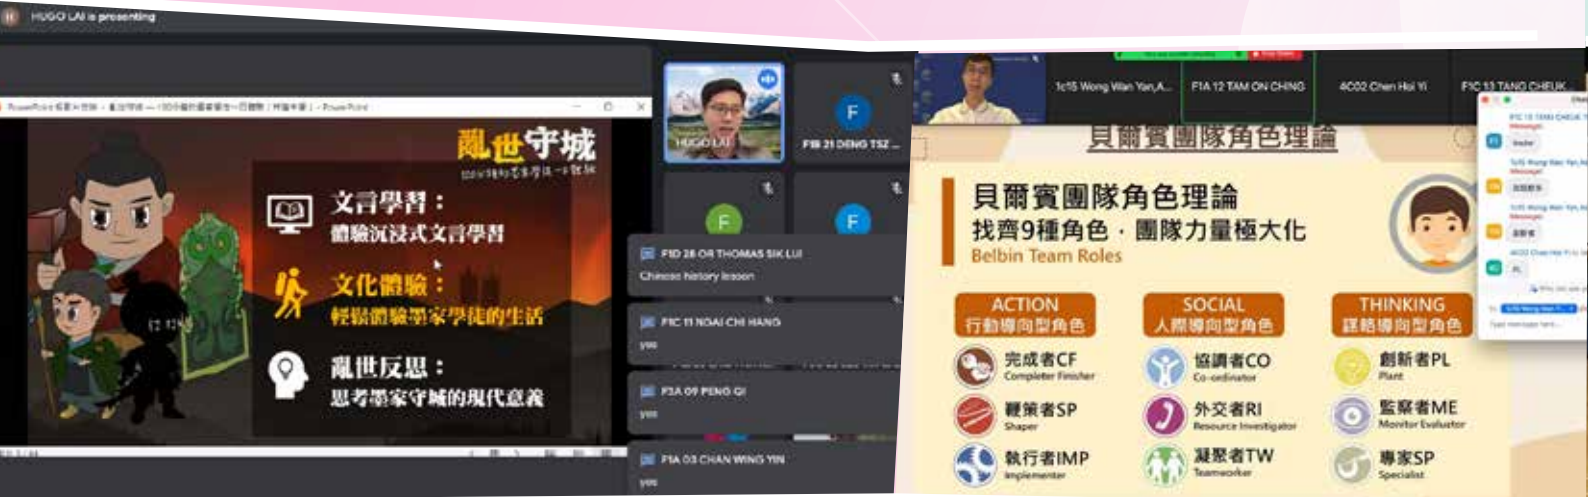 HUGO LAI is presenting
亂世守城
文言學習：
體驗沉浸式文言學習
文化體驗：
輕鬆體驗墨家學徒的生活
亂世反思：
思考墨家守城的現代意義
HUGO LAI
F
F1B 21 DENG TSZ ...
F
F
F1D 28 OR THOMAS SIK LUI
Chinese history lesson
F1C 11 NGAI CHI HANG
yes
F3A 09 PENG QI
yes
F1A 03 CHAN WING YIN
yes
1c15 Wong Wan Yan,A...
F1A 12 TAM ON CHING
4C02 Chen Hoi Yi
F1C 13 TANG CHEUK
貝爾賓團隊角色理論
貝爾賓團隊角色理論
找齊9種角色．團隊力量極大化
Belbin Team Roles
ACTION
行動導向型角色
完成者CF
Completer Finisher
鞭策者SP
Shaper
執行者IMP
Implementer
SOCIAL
人際導向型角色
協調者CO
Co-ordinator
外交者RI
Resource Investigator
凝聚者TW
Teamworker
THINKING
謀略導向型角色
創新者PL
Plant
監察者ME
Monitor Evaluator
專家SP
Specialist
leader
PL